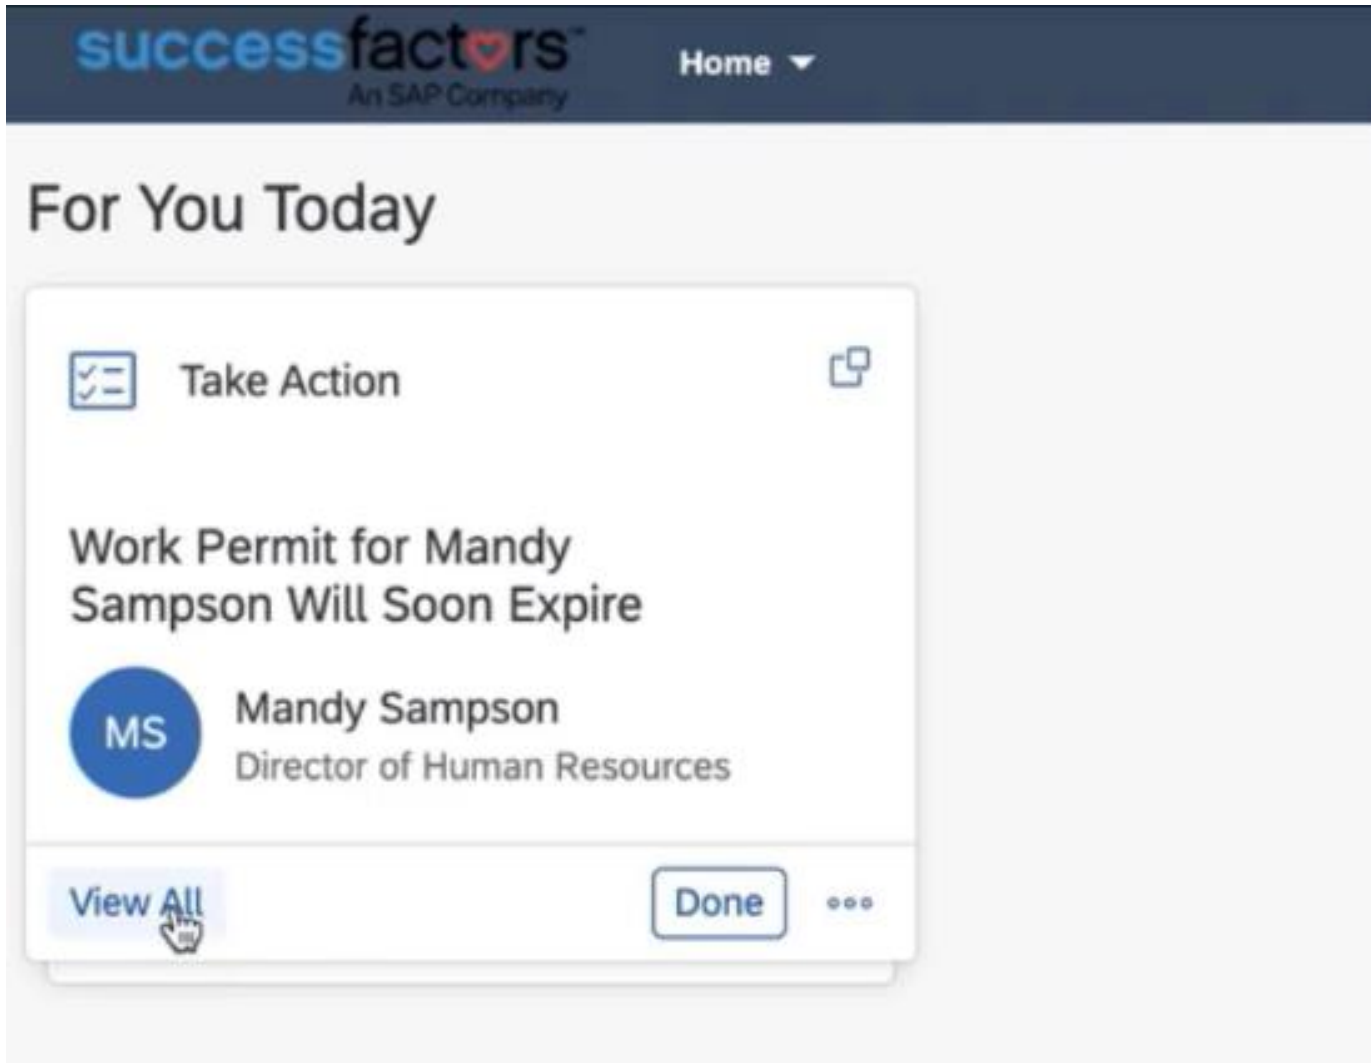 successfactors™
An SAP Company
Home
For You Today
Take Action
Work Permit for Mandy
Sampson Will Soon Expire
MS
Mandy Sampson
Director of Human Resources
View All
Done